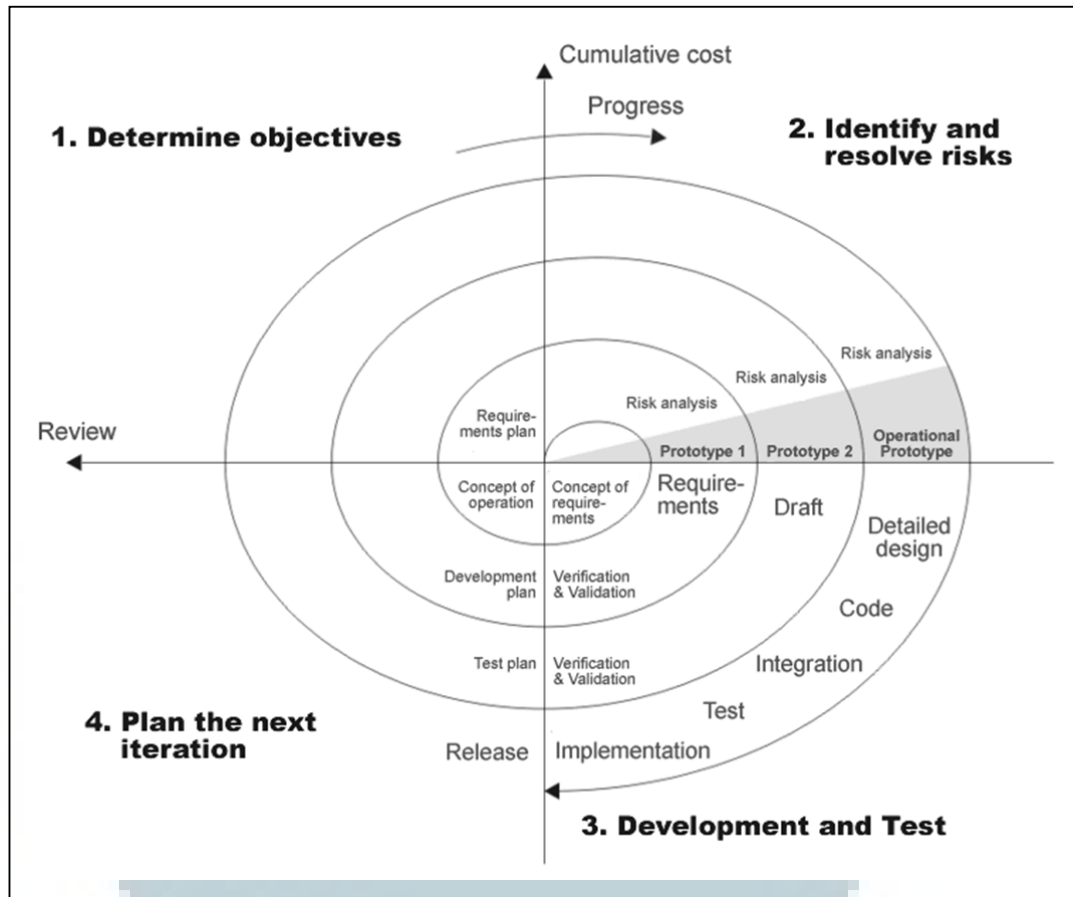 Cumulative cost
Progress
1. Determine objectives
2. Identify and
resolve risks
Risk analysis
Risk analysis
Risk analysis
Require-
ments plan
Review
Prototype 1
Prototype 2
Operational
Prototype
Concept of
operation
Concept of
require-
ments
Require-
ments
Draft
Detailed
design
Development
plan
Verification
& Validation
Code
Test plan
Verification
& Validation
Integration
Test
4. Plan the next
iteration
Release
Implementation
3. Development and Test